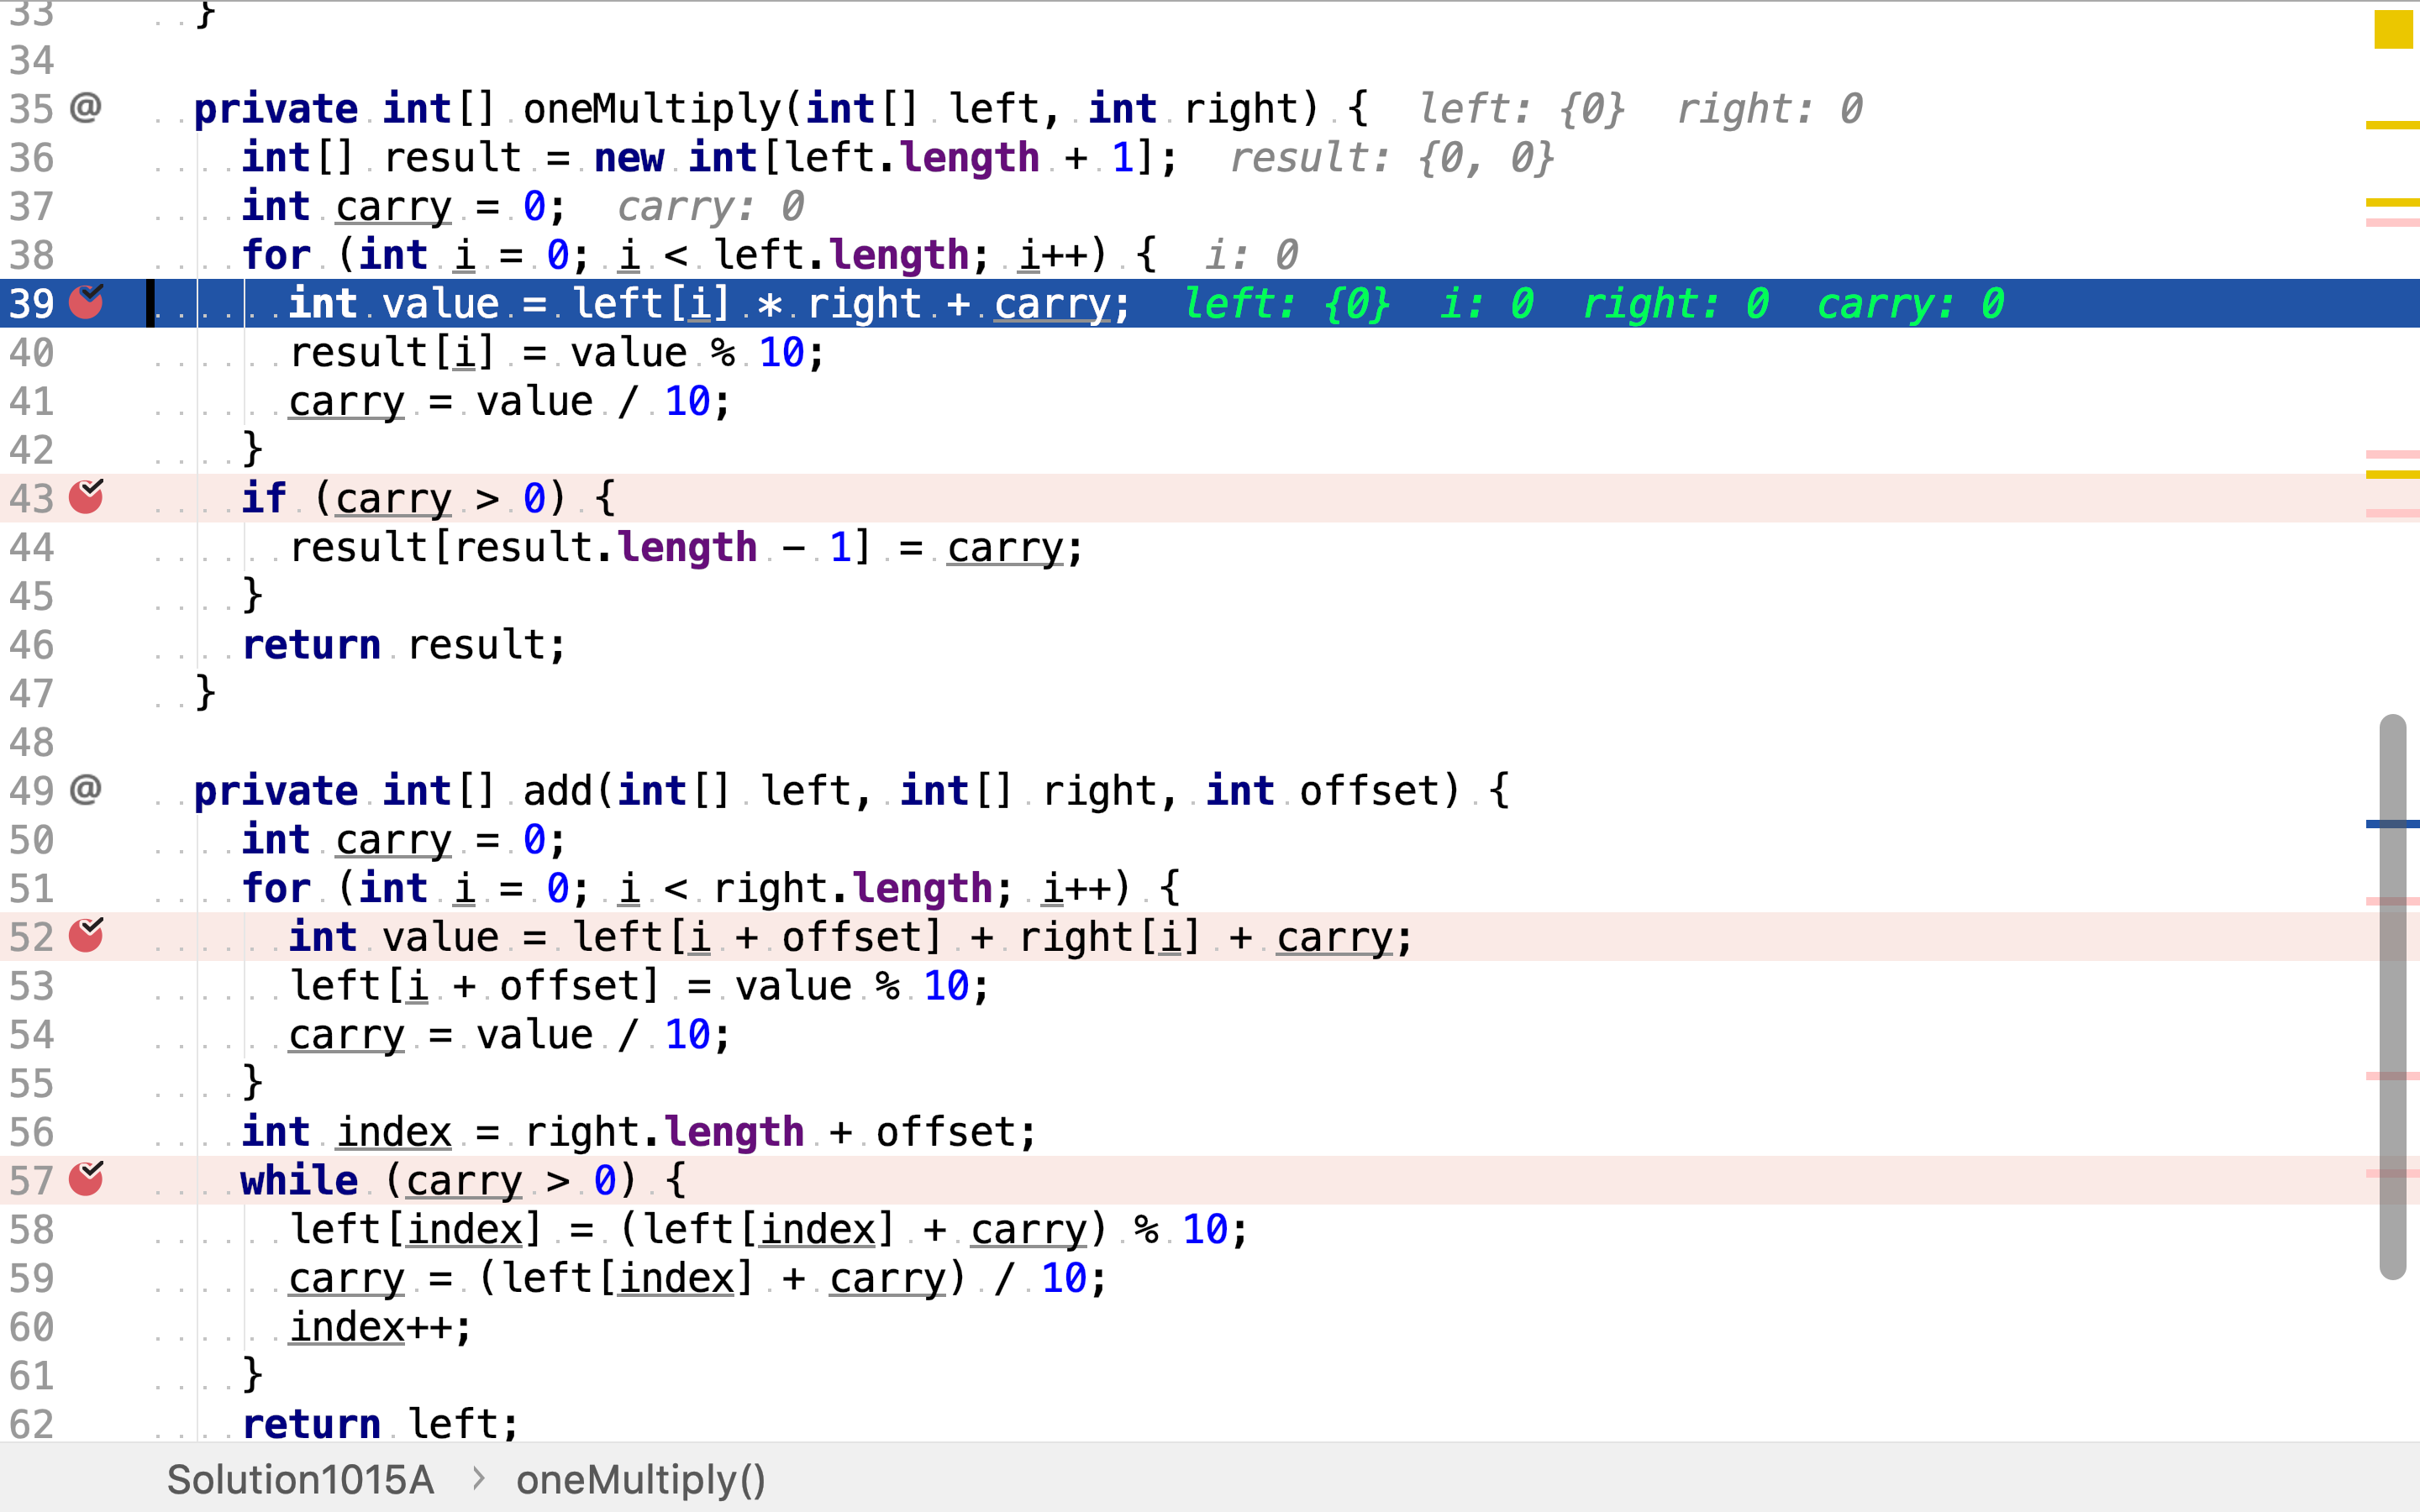 33 }
34
35 @ private int[] oneMultiply(int[] left, int right) { left: {0} right: 0
36 int[] result = new int[left.length + 1]; result: {0, 0}
37 int carry = 0; carry: 0
38 for (int i = 0; i < left.length; i++) { i: 0
39 int value = left[i] * right + carry; left: {0} i: 0 right: 0 carry: 0
40 result[i] = value % 10;
41 carry = value / 10;
42 }
43 if (carry > 0) {
44 result[result.length - 1] = carry;
45 }
46 return result;
47 }
48
49 @ private int[] add(int[] left, int[] right, int offset) {
50 int carry = 0;
51 for (int i = 0; i < right.length; i++) {
52 int value = left[i + offset] + right[i] + carry;
53 left[i + offset] = value % 10;
54 carry = value / 10;
55 }
56 int index = right.length + offset;
57 while (carry > 0) {
58 left[index] = (left[index] + carry) % 10;
59 carry = (left[index] + carry) / 10;
60 index++;
61 }
62 return left;
Solution1015A > oneMultiply()